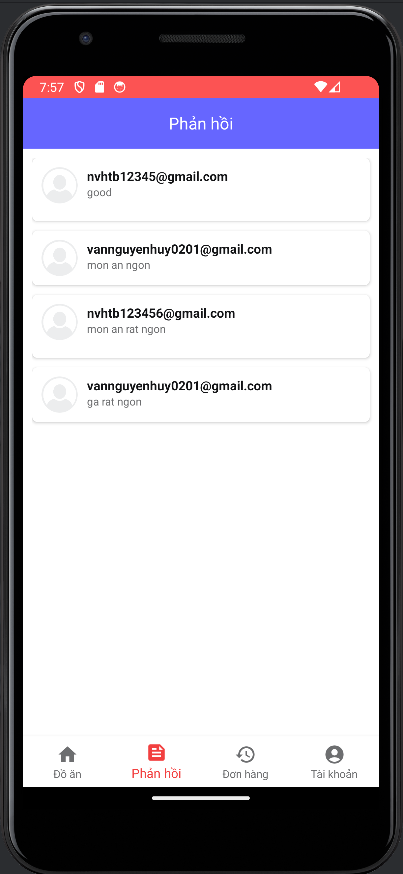 7:57
Phản hồi
nvhtb12345@gmail.com
good
vannguyenhuy0201@gmail.com
mon an ngon
nvhtb123456@gmail.com
mon an rat ngon
vannguyenhuy0201@gmail.com
ga rat ngon
Đồ ăn
Phản hồi
Đơn hàng
Tài khoản